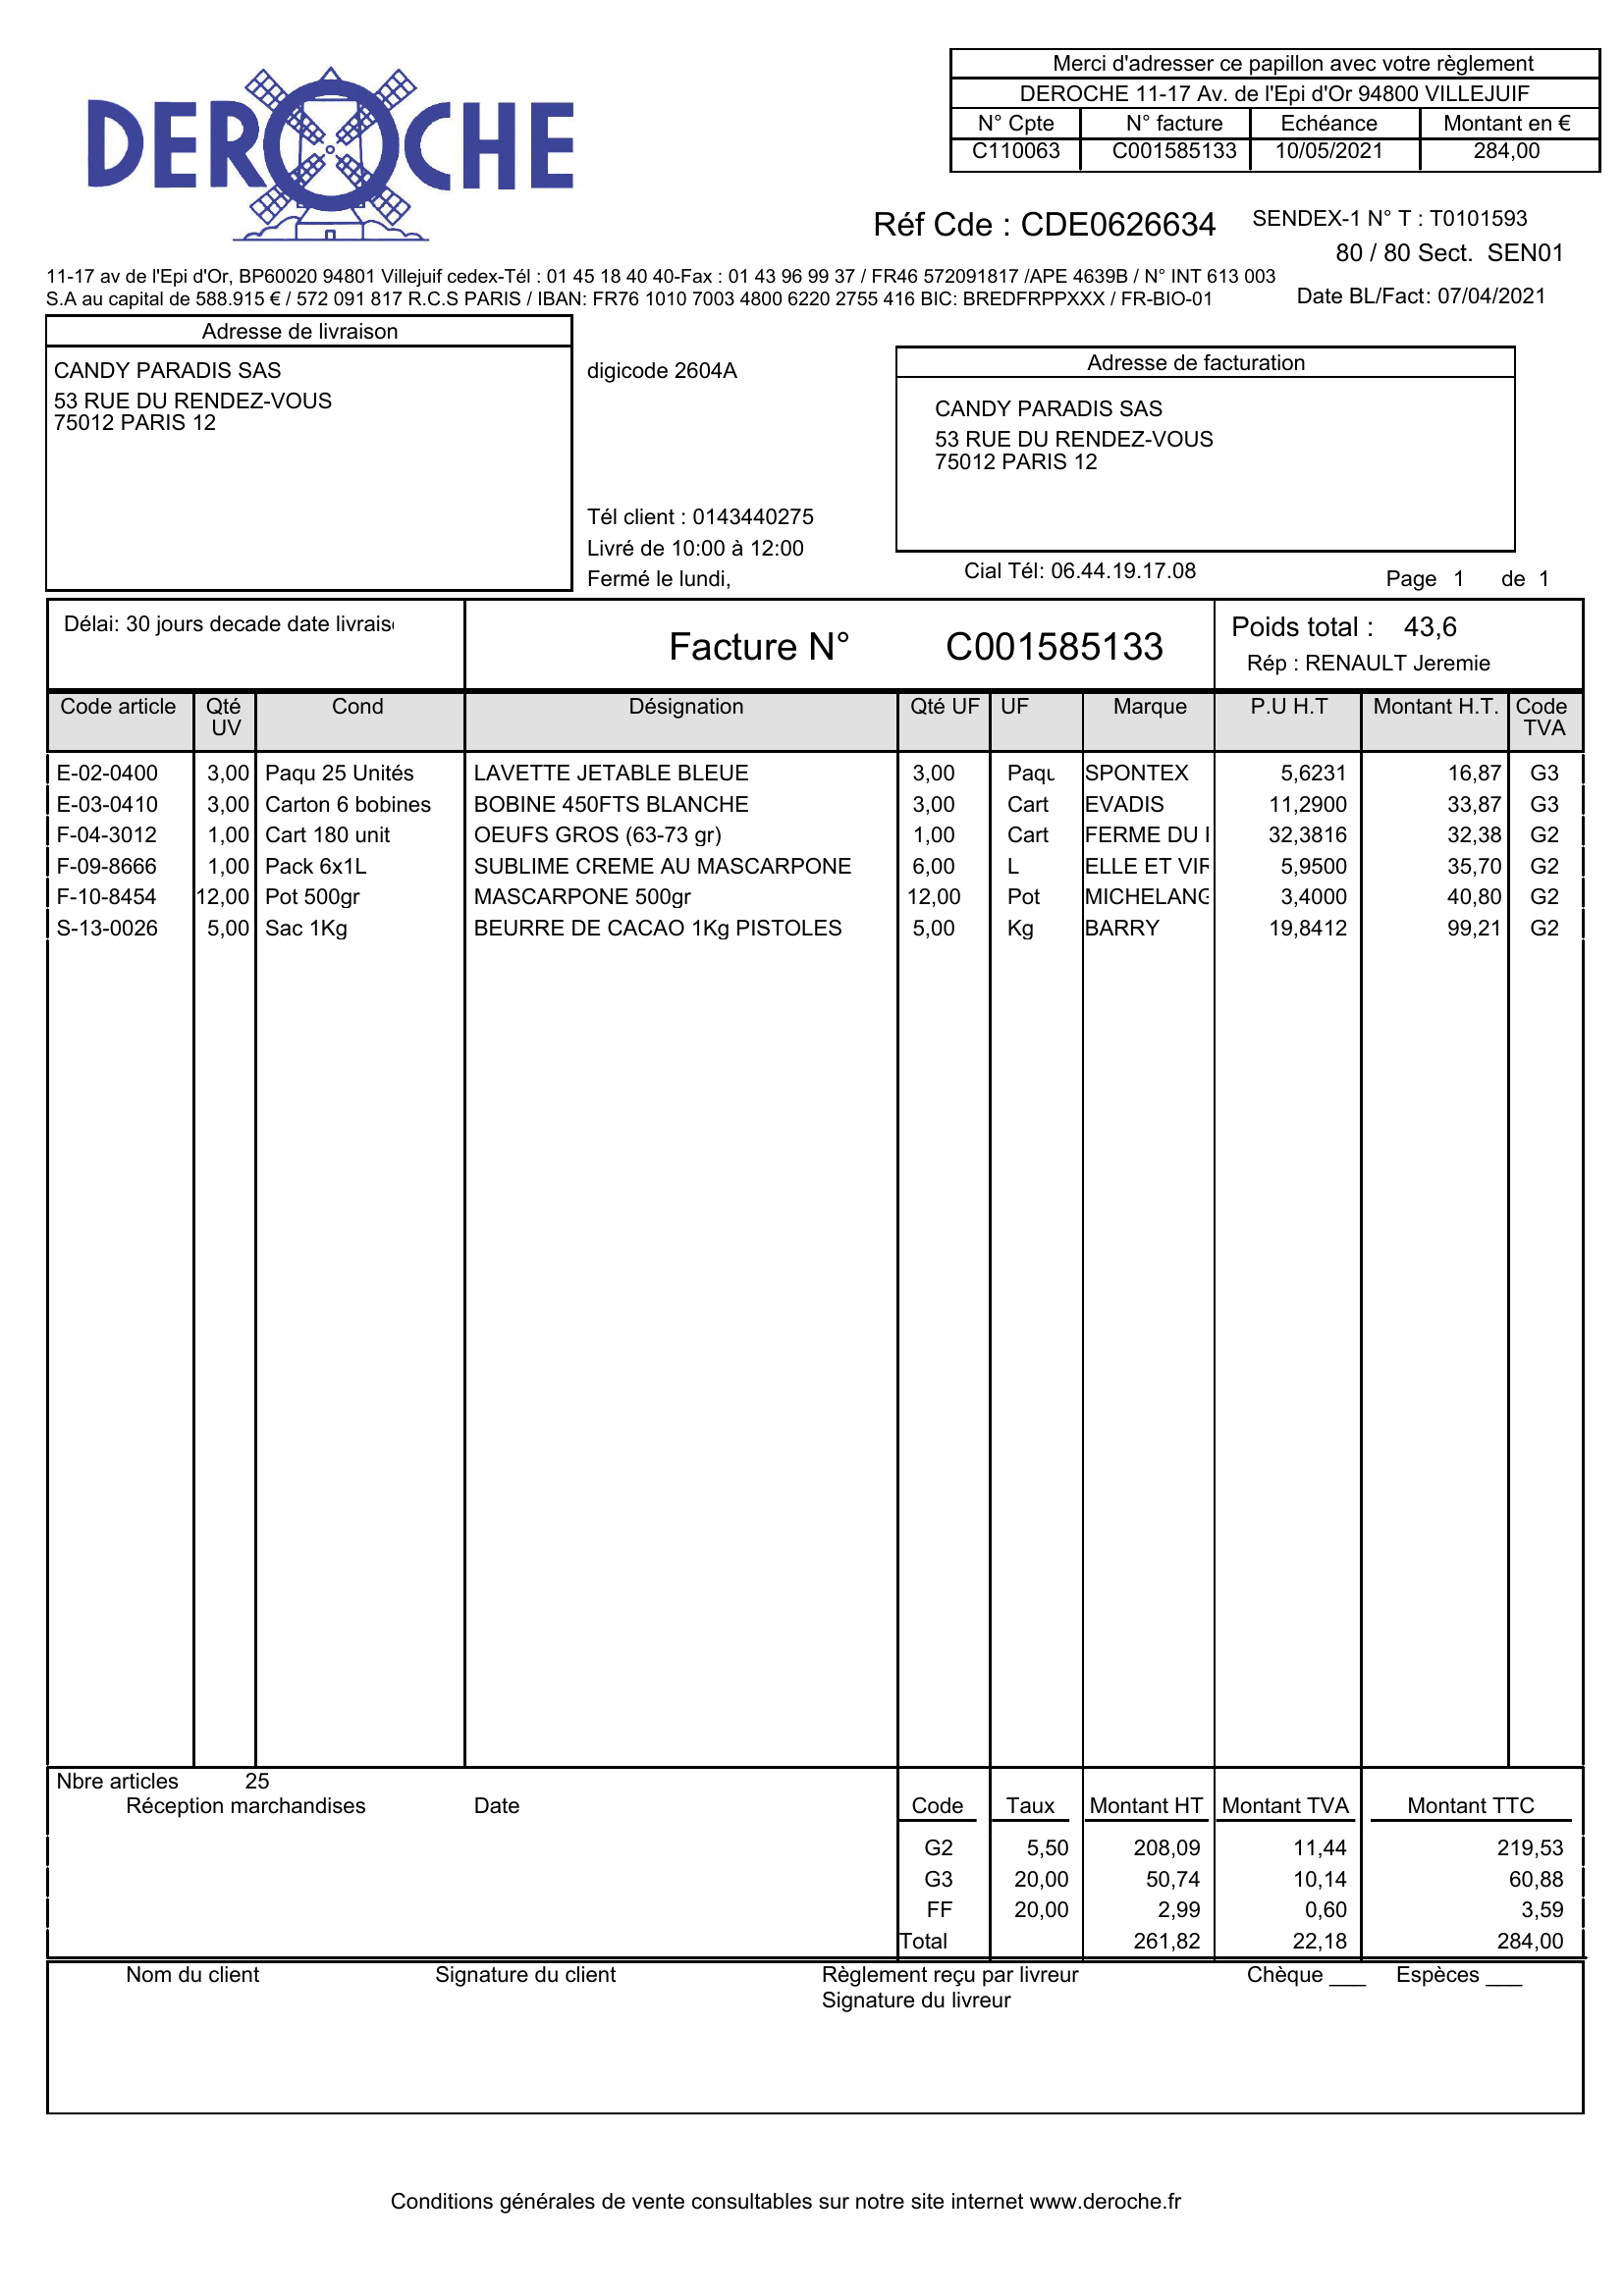 DEROCHE
Merci d'adresser ce papillon avec votre règlement
DEROCHE 11-17 Av. de l'Epi d'Or 94800 VILLEJUIF
N° Cpte N° facture Echéance Montant en €
C110063 C001585133 10/05/2021 284,00
Réf Cde : CDE0626634 SENDEX-1 N° T : T0101593
80 / 80 Sect. SEN01
11-17 av de l'Epi d'Or, BP60020 94801 Villejuif cedex-Tél : 01 45 18 40 40-Fax : 01 43 96 99 37 / FR46 572091817 /APE 4639B / N° INT 613 003
S.A au capital de 588.915 € / 572 091 817 R.C.S PARIS / IBAN: FR76 1010 7003 4800 6220 2755 416 BIC: BREDFRPPXXX / FR-BIO-01
Date BL/Fact: 07/04/2021
Adresse de livraison
CANDY PARADIS SAS
53 RUE DU RENDEZ-VOUS
75012 PARIS 12
digicode 2604A
Tél client : 0143440275
Livré de 10:00 à 12:00
Fermé le lundi,
Adresse de facturation
CANDY PARADIS SAS
53 RUE DU RENDEZ-VOUS
75012 PARIS 12
Cial Tél: 06.44.19.17.08
Page 1 de 1
Délai: 30 jours decade date livrais
Facture N° C001585133
Poids total : 43,6
Rép : RENAULT Jeremie
Code article Qté UV Cond Désignation Qté UF UF Marque P.U H.T Montant H.T. Code TVA
E-02-0400 3,00 Paqu 25 Unités LAVETTE JETABLE BLEUE 3,00 Paqu SPONTEX 5,6231 16,87 G3
E-03-0410 3,00 Carton 6 bobines BOBINE 450FTS BLANCHE 3,00 Cart EVADIS 11,2900 33,87 G3
F-04-3012 1,00 Cart 180 unit OEUFS GROS (63-73 gr) 1,00 Cart FERME DU 32,3816 32,38 G2
F-09-8666 1,00 Pack 6x1L SUBLIME CREME AU MASCARPONE 6,00 L ELLE ET VIR 5,9500 35,70 G2
F-10-8454 12,00 Pot 500gr MASCARPONE 500gr 12,00 Pot MICHELANG 3,4000 40,80 G2
S-13-0026 5,00 Sac 1Kg BEURRE DE CACAO 1Kg PISTOLES 5,00 Kg BARRY 19,8412 99,21 G2
Nbre articles 25
Réception marchandises Date
Code Taux Montant HT Montant TVA Montant TTC
G2 5,50 208,09 11,44 219,53
G3 20,00 50,74 10,14 60,88
FF 20,00 2,99 0,60 3,59
Total 261,82 22,18 284,00
Nom du client Signature du client Règlement reçu par livreur Chèque ___ Espèces ___
Signature du livreur
Conditions générales de vente consultables sur notre site internet www.deroche.fr